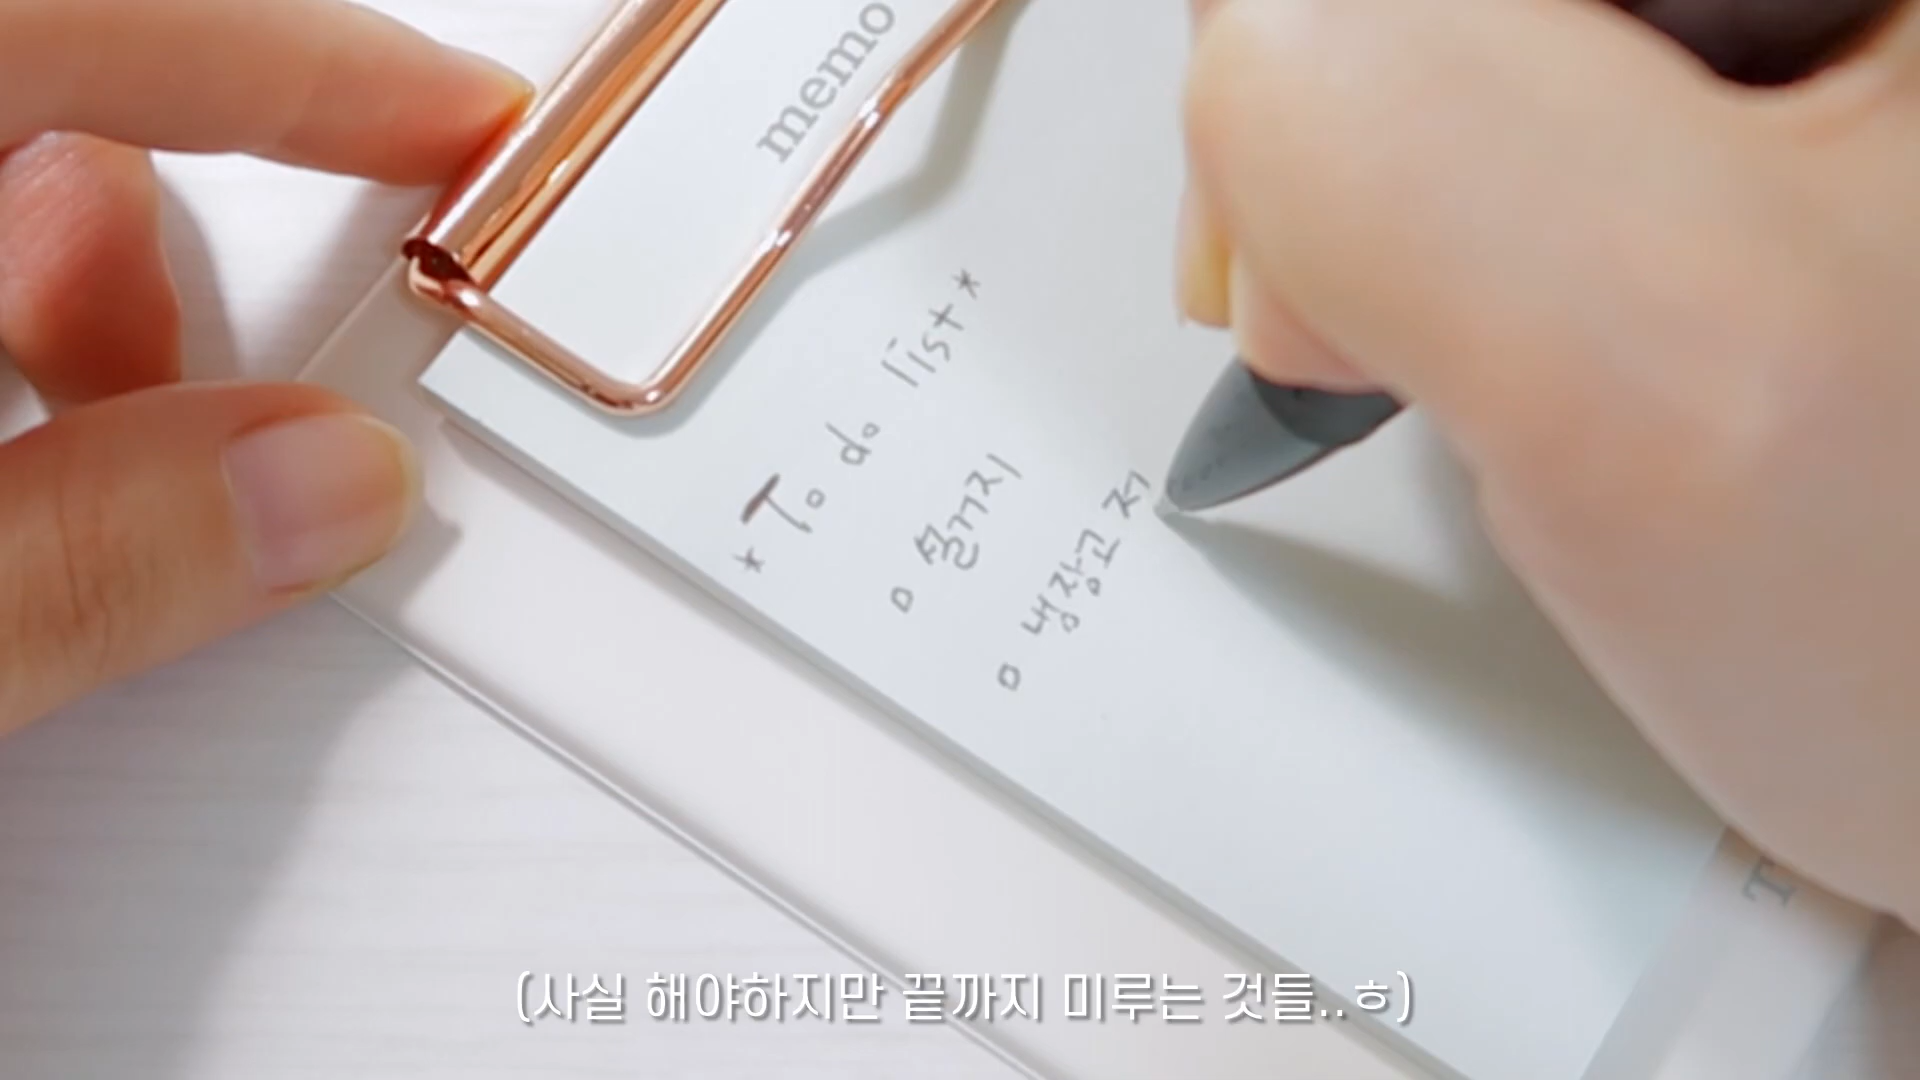 memo
*To do list*
□ 설거지
□ 냉장고 저
T
(사실 해야하지만 끝까지 미루는 것들..ㅎ)